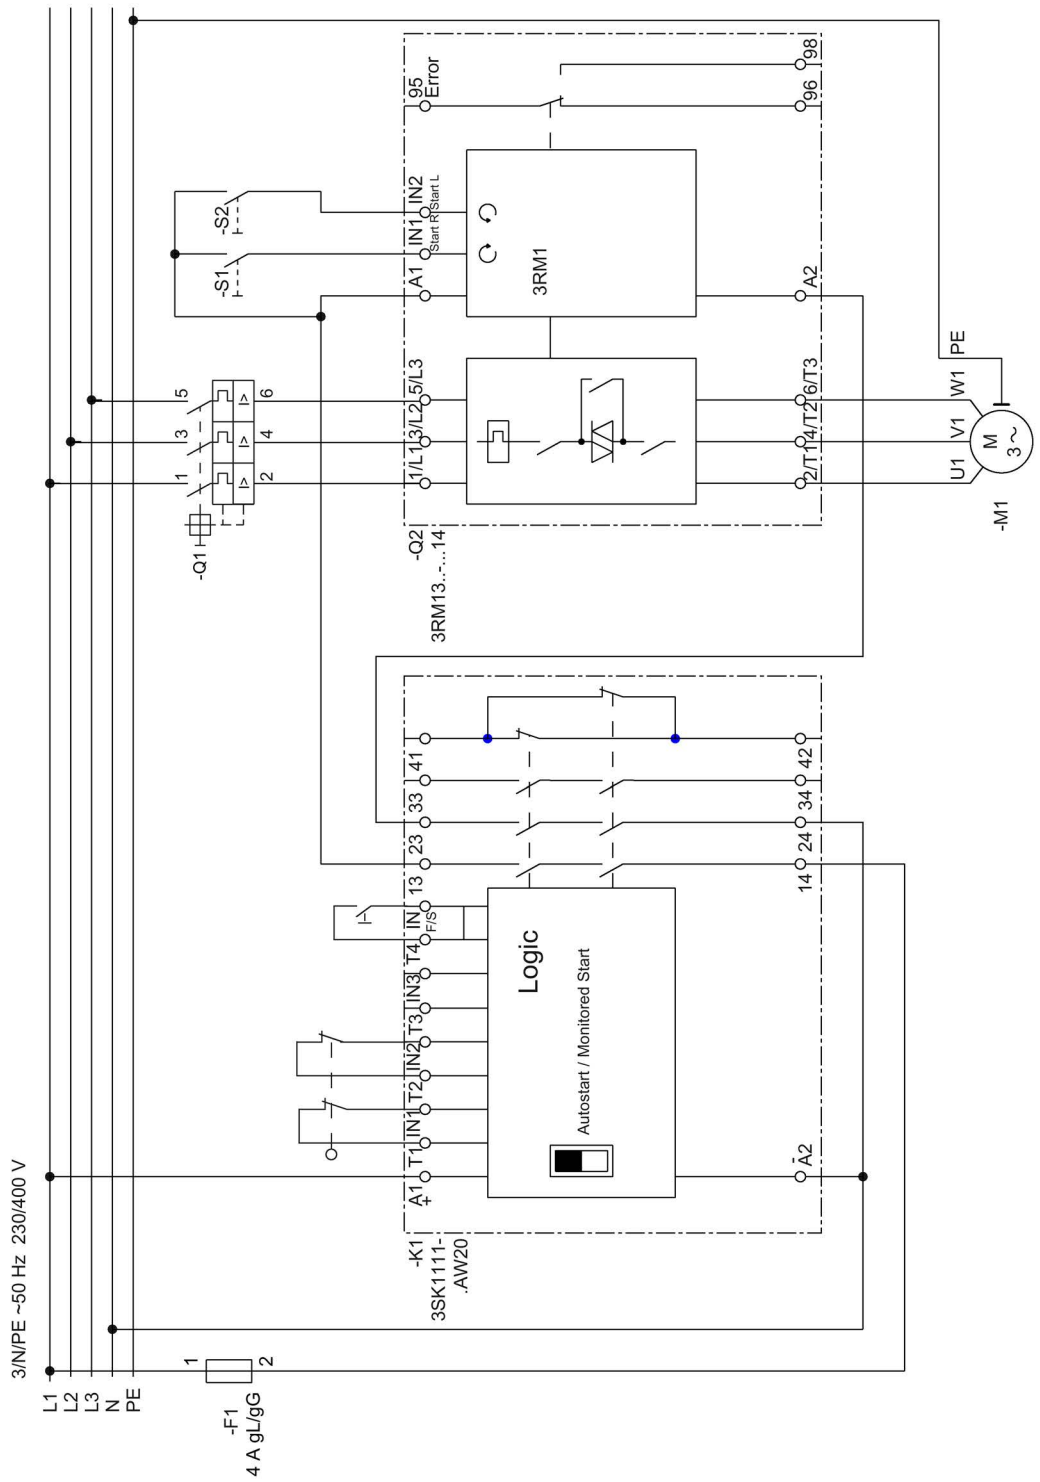 3/N/PE ~50 Hz 230/400 V
L1
L2
L3
N
PE
-F1
4 A gL/gG
1
2
-K1
3SK1111-
.AW20
A1
+
T1
IN1
T2
IN2
T3
IN3
T4
IN
F/S
13
23
33
41
Logic
Autostart / Monitored Start
-
A2
14
24
34
42
-Q1
1
3
5
2
4
6
I>
I>
I>
-S1
-S2
-Q2
3RM13..-...14
1/L1
3/L2
5/L3
A1
IN1
Start R
IN2
Start L
95
Error
3RM1
2/T1
4/T2
6/T3
A2
96
98
U1
V1
W1
PE
M
3 ~
-M1